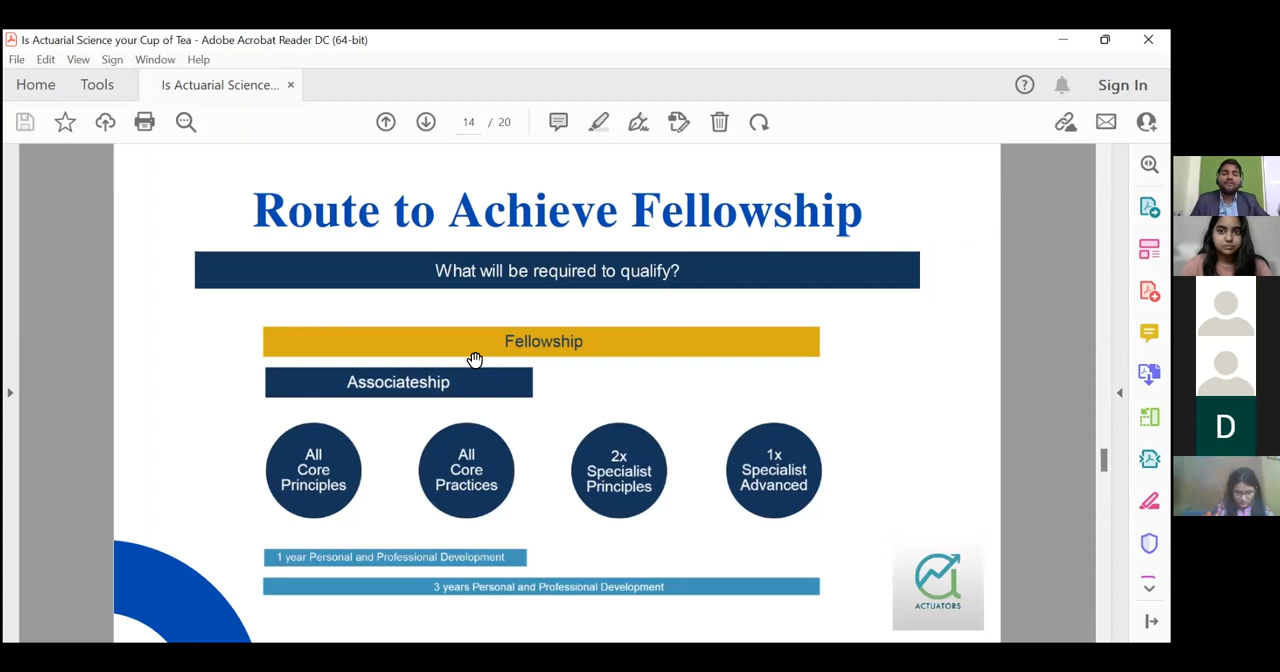 Is Actuarial Science your Cup of Tea - Adobe Acrobat Reader DC (64-bit)
File Edit View Sign Window Help
Home Tools Is Actuarial Science... × Sign In
14 / 20
Route to Achieve Fellowship
What will be required to qualify?
Fellowship
Associateship
All
Core
Principles
All
Core
Practices
2x
Specialist
Principles
1x
Specialist
Advanced
1 year Personal and Professional Development
3 years Personal and Professional Development
ACTUATORS
D